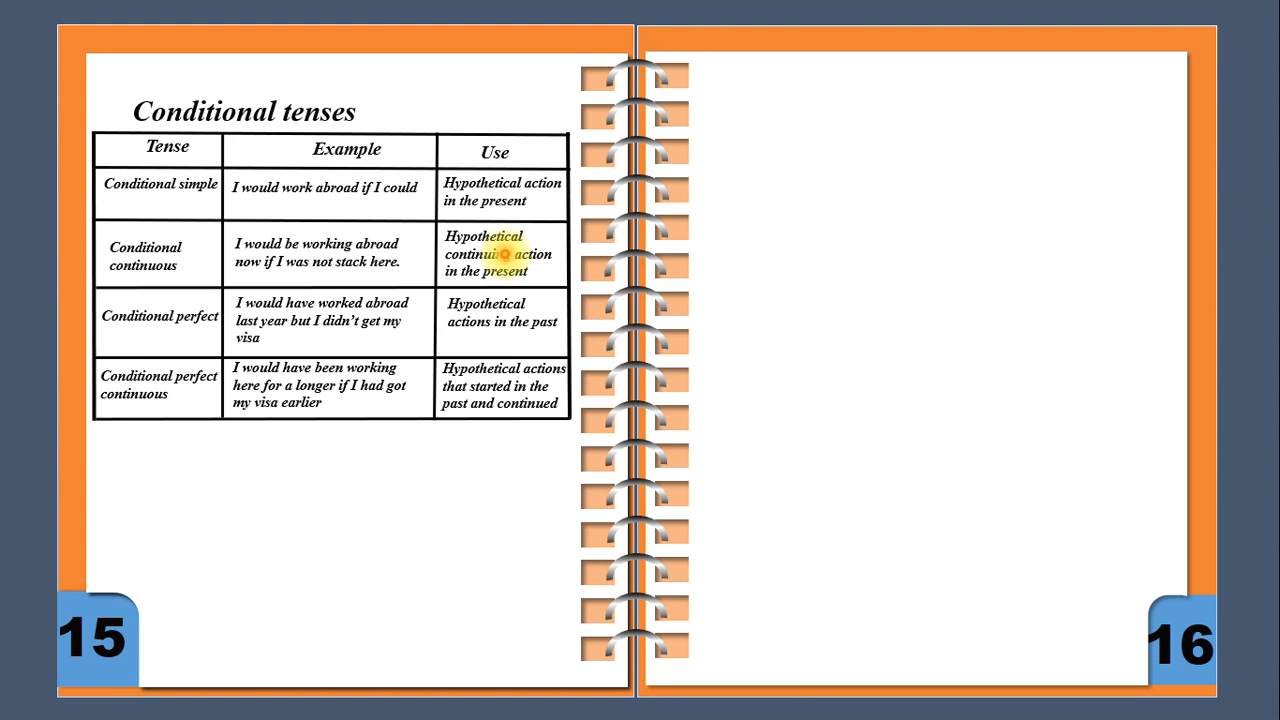 Conditional tenses
Tense Example Use
Conditional simple
I would work abroad if I could
Hypothetical action
in the present
Conditional
continuous
I would be working abroad
now if I was not stack here.
Hypothetical
action
in the present
Conditional perfect
I would have worked abroad
last year but I didn't get my
visa
Hypothetical
actions in the past
Conditional perfect
continuous
I would have been working
here for a longer if I had got
my visa earlier
Hypothetical actions
that started in the
past and continued
15
16